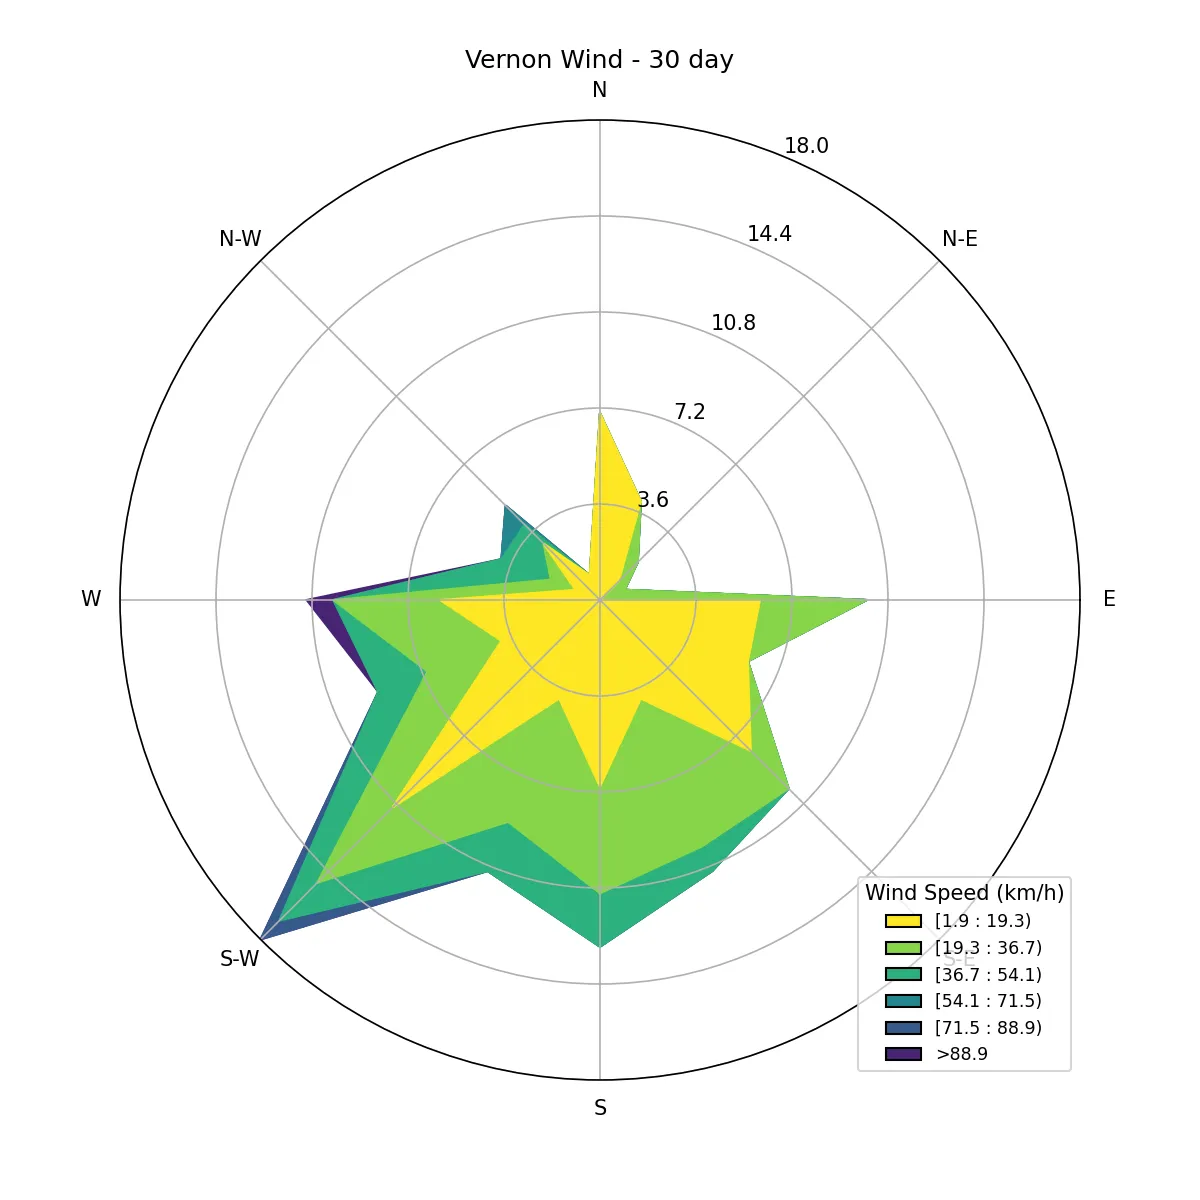 Vernon Wind - 30 day
N
18.0
N-W
14.4
N-E
10.8
7.2
3.6
W
E
S-W
S-E
S
Wind Speed (km/h)
[1.9 : 19.3)
[19.3 : 36.7)
[36.7 : 54.1)
[54.1 : 71.5)
[71.5 : 88.9)
>88.9